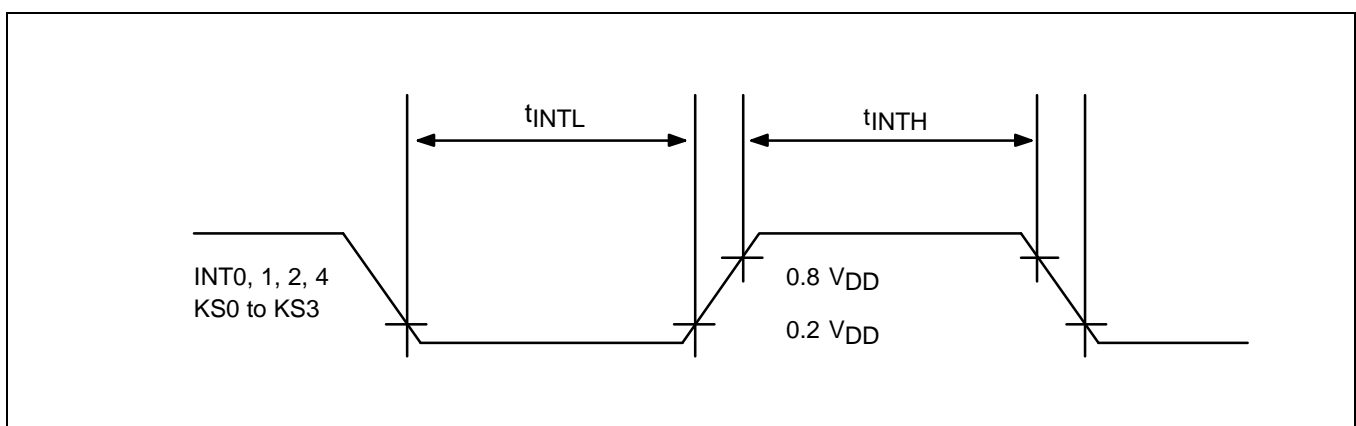 tINTL
tINTH
INT0, 1, 2, 4
KS0 to KS3
0.8 VDD
0.2 VDD